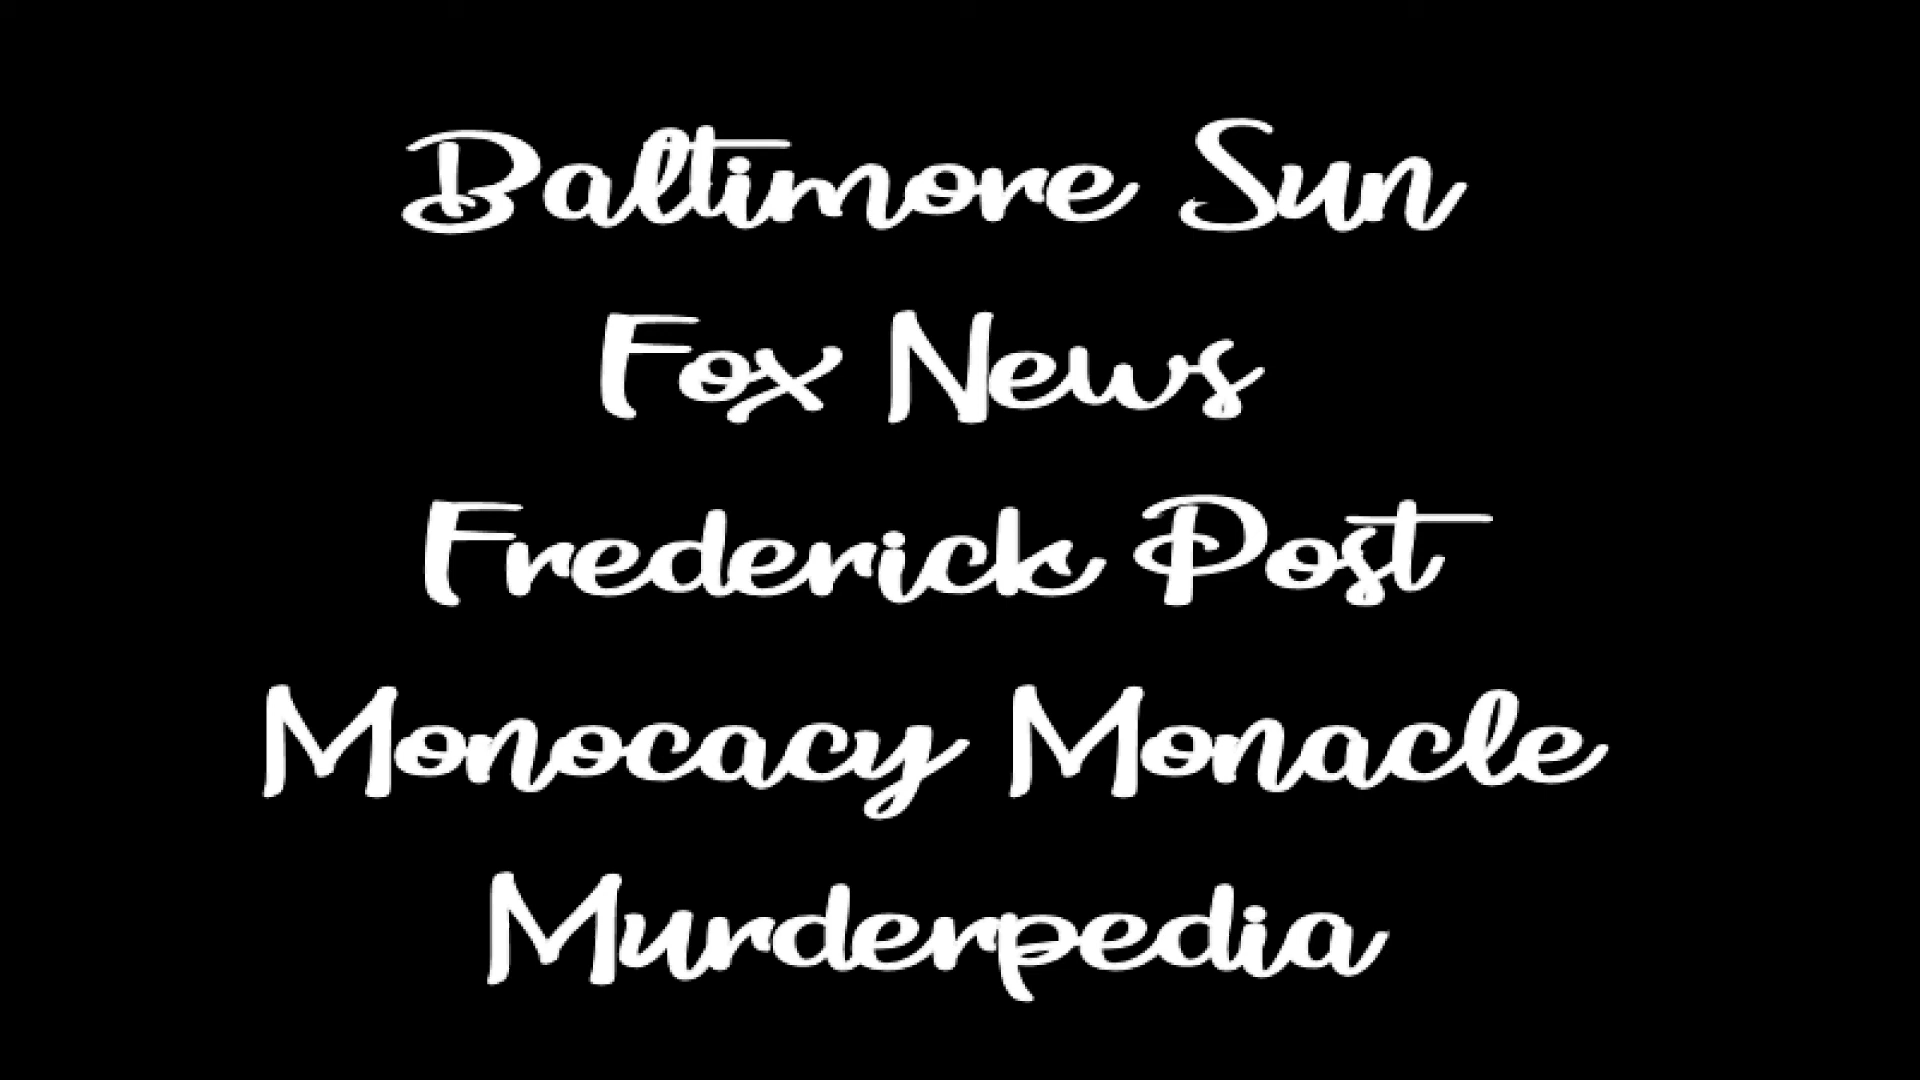 Baltimore Sun
Fox News
Frederick Post
Monocacy Monacle
Murderpedia